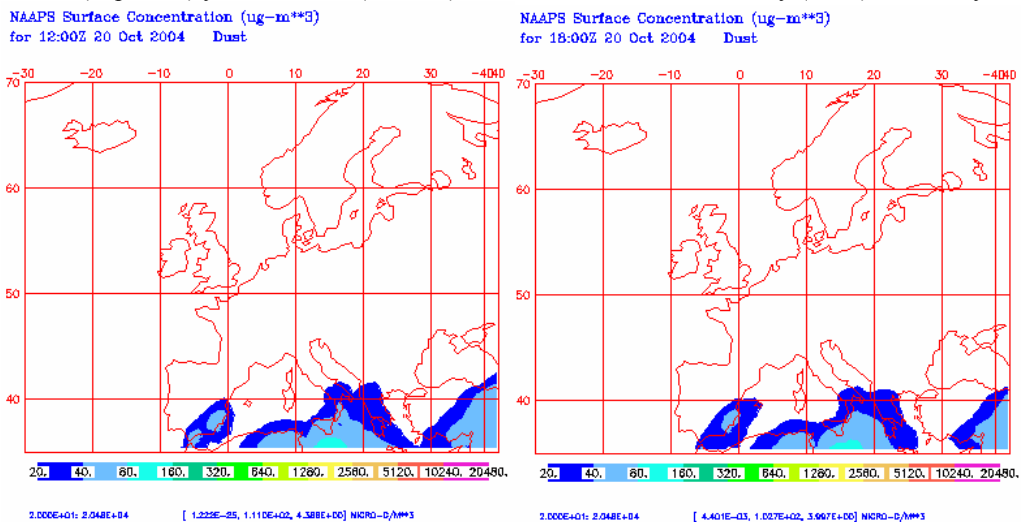 NAAPS Surface Concentration (ug-m**3)
for 12:00Z 20 Oct 2004 Dust
-30 -20 -10 0 10 20 30 -4040
70
60
50
40
20. 40. 80. 160. 320. 640. 1280. 2560. 5120. 10240. 20480.
2.000E+01: 2.048E+04 [ 1.222E-25, 1.110E+02, 4.388E+00] MICRO-G/M**3
NAAPS Surface Concentration (ug-m**3)
for 18:00Z 20 Oct 2004 Dust
-30 -20 -10 0 10 20 30 -4040
70
60
50
40
20. 40. 80. 160. 320. 640. 1280. 2560. 5120. 10240. 20480.
2.000E+01: 2.048E+04 [ 4.401E-03, 1.027E+02, 3.997E+00] MICRO-G/M**3